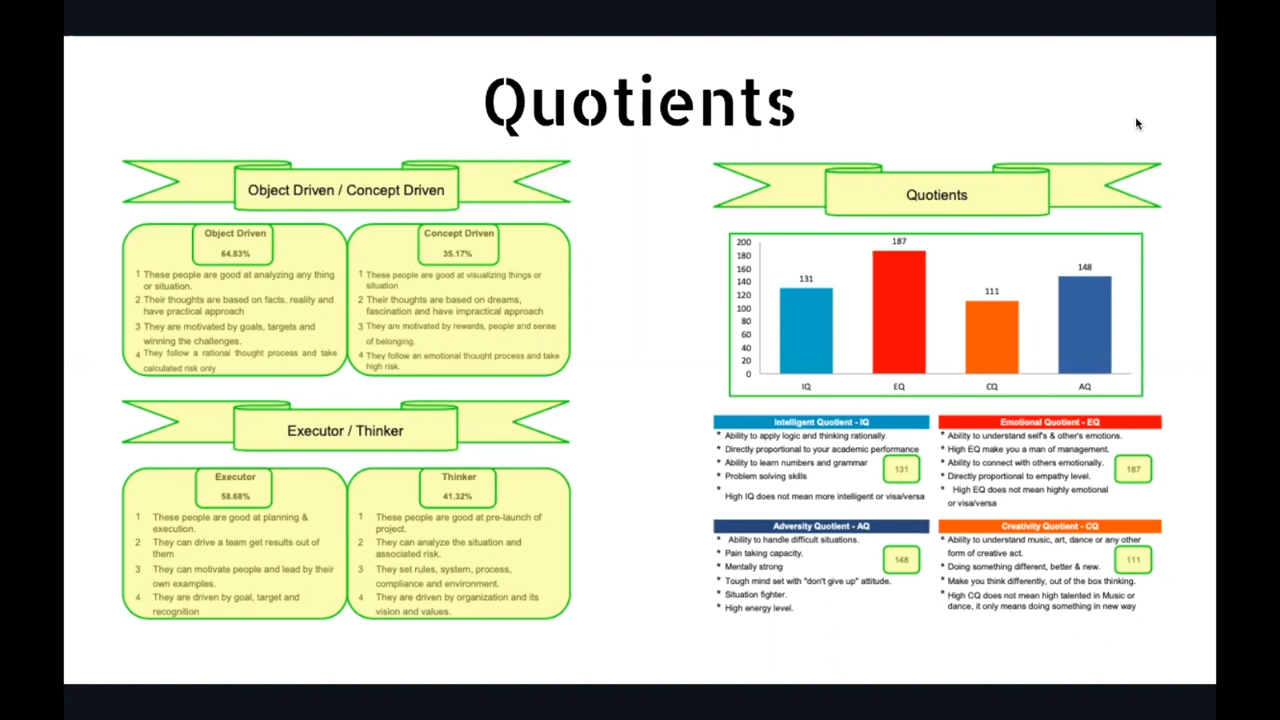 Quotients
Object Driven / Concept Driven
Object Driven
64.83%
1 These people are good at analyzing any thing
or situation.
2 Their thoughts are based on facts, reality and
have practical approach
3 They are motivated by goals, targets and
winning the challenges.
4 They follow a rational thought process and take
calculated risk only
Concept Driven
35.17%
1 These people are good at visualizing things or
situation
2 Their thoughts are based on dreams,
fascination and have impractical approach
3 They are motivated by rewards, people and sense
of belonging.
4 They follow an emotional thought process and take
high risk.
Executor / Thinker
Executor
58.68%
1 These people are good at planning &
execution.
2 They can drive a team get results out of
them
3 They can motivate people and lead by their
own examples.
4 They are driven by goal, target and
recognition
Thinker
41.32%
1 These people are good at pre-launch of
project.
2 They can analyze the situation and
associated risk.
3 They set rules, system, process,
compliance and environment.
4 They are driven by organization and its
vision and values.
Quotients
200
180
160
140
120
100
80
60
40
20
0
131
187
111
148
IQ EQ CQ AQ
Intelligent Quotient - IQ
* Ability to apply logic and thinking rationally.
* Directly proportional to your academic performance
* Ability to learn numbers and grammar
* Problem solving skills
*
High IQ does not mean more intelligent or visa/versa
131
Emotional Quotient - EQ
* Ability to understand self's & other's emotions.
* High EQ make you a man of management.
* Ability to connect with others emotionally.
* Directly proportional to empathy level.
* High EQ does not mean highly emotional
or visa/versa
187
Adversity Quotient - AQ
* Ability to handle difficult situations.
* Pain taking capacity.
* Mentally strong
* Tough mind set with "don't give up" attitude.
* Situation fighter.
* High energy level.
148
Creativity Quotient - CQ
* Ability to understand music, art, dance or any other
form of creative act.
* Doing something different, better & new.
* Make you think differently, out of the box thinking.
* High CQ does not mean high talented in Music or
dance, it only means doing something in new way
111